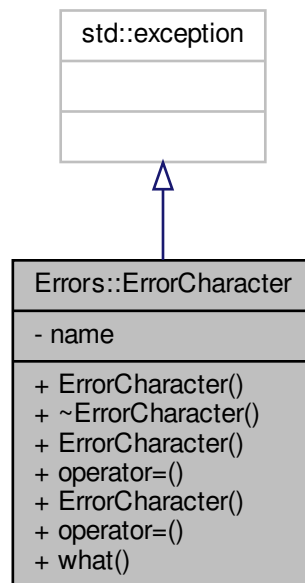 std::exception
Errors::ErrorCharacter
- name
+ ErrorCharacter()
+ ~ErrorCharacter()
+ ErrorCharacter()
+ operator=()
+ ErrorCharacter()
+ operator=()
+ what()